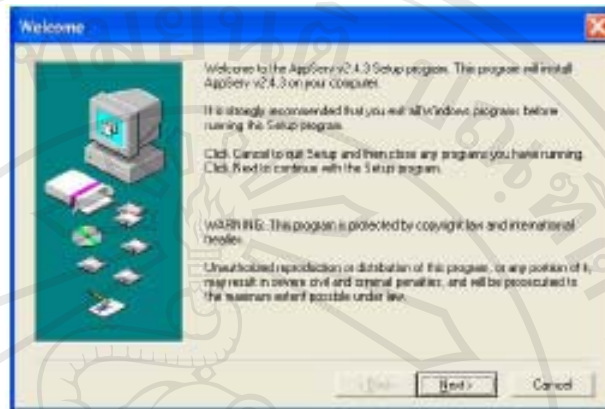 Welcome
Welcome to the AppServ v2.4.3 Setup program. This program will install
AppServ v2.4.3 on your computer.
It is strongly recommended that you exit all Windows programs before
running this Setup program.
Click Cancel to quit Setup and then close any programs you have running.
Click Next to continue with the Setup program.
WARNING: This program is protected by copyright law and international
treaties.
Unauthorized reproduction or distribution of this program, or any portion of it,
may result in severe civil and criminal penalties, and will be prosecuted to
the maximum extent possible under law.
Next > Cancel